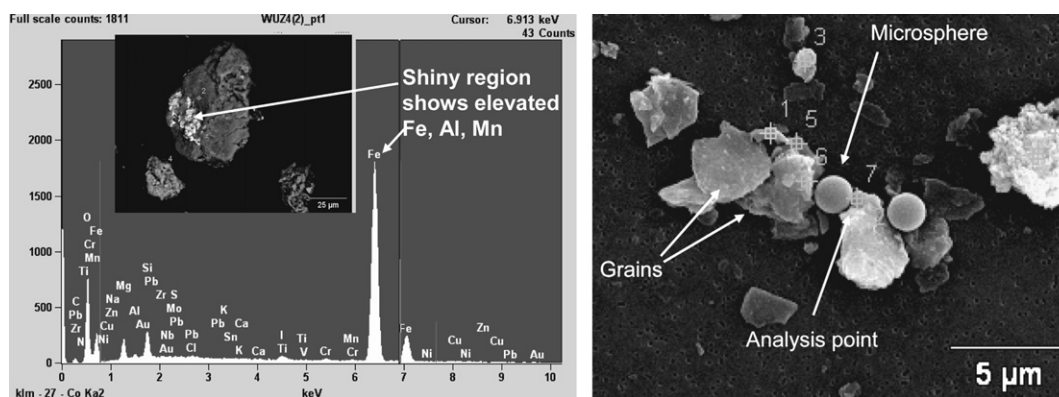 Full scale counts: 1811
WUZ4(2)_pt1
Cursor: 6.913 keV
43 Counts
2500
2000
1500
1000
500
0
Shiny region
shows elevated
Fe, Al, Mn
25 µm
Fe
O
Fe
Cr
Mn
Ti
C
Pb
Zr
N
Na
Zn
Cu
Ni
Mg
Al
Au
Si
Pb
Zr S
Mo
Pb
Nb
Au
Pb
Cl
K
Pb Ca
Sn
K
Ca
I
Ti
Ti
V
Cr
Mn
Cr
Fe
Ni
Cu
Ni
Zn
Cu
Pb
Au
0 1 2 3 4 5 6 7 8 9 10
klm - 27 - Co Ka2
keV
Microsphere
3
1
5
6
7
Grains
Analysis point
5 µm